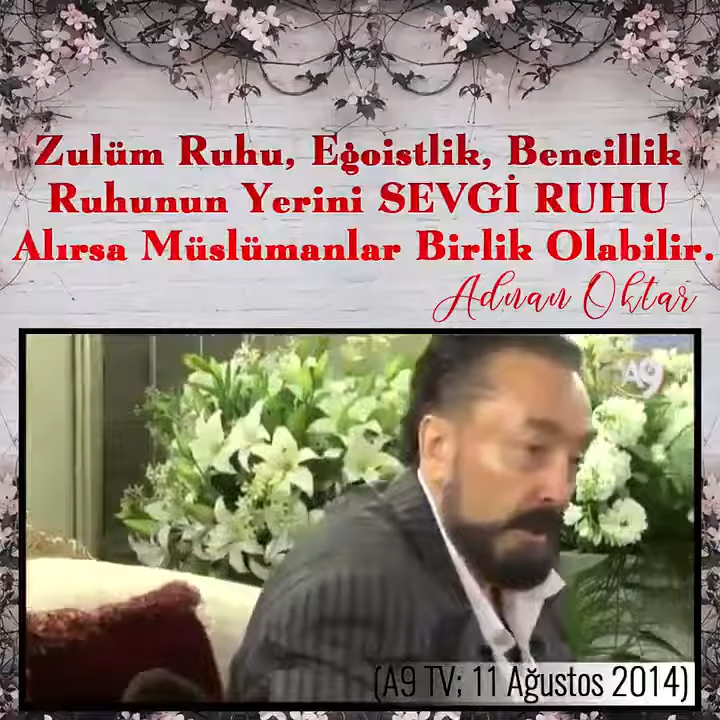 Zulüm Ruhu, Egoistlik, Bencillik
Ruhunun Yerini SEVGİ RUHU
Alırsa Müslümanlar Birlik Olabilir.
Adnan Oktar
A9
(A9 TV; 11 Ağustos 2014)